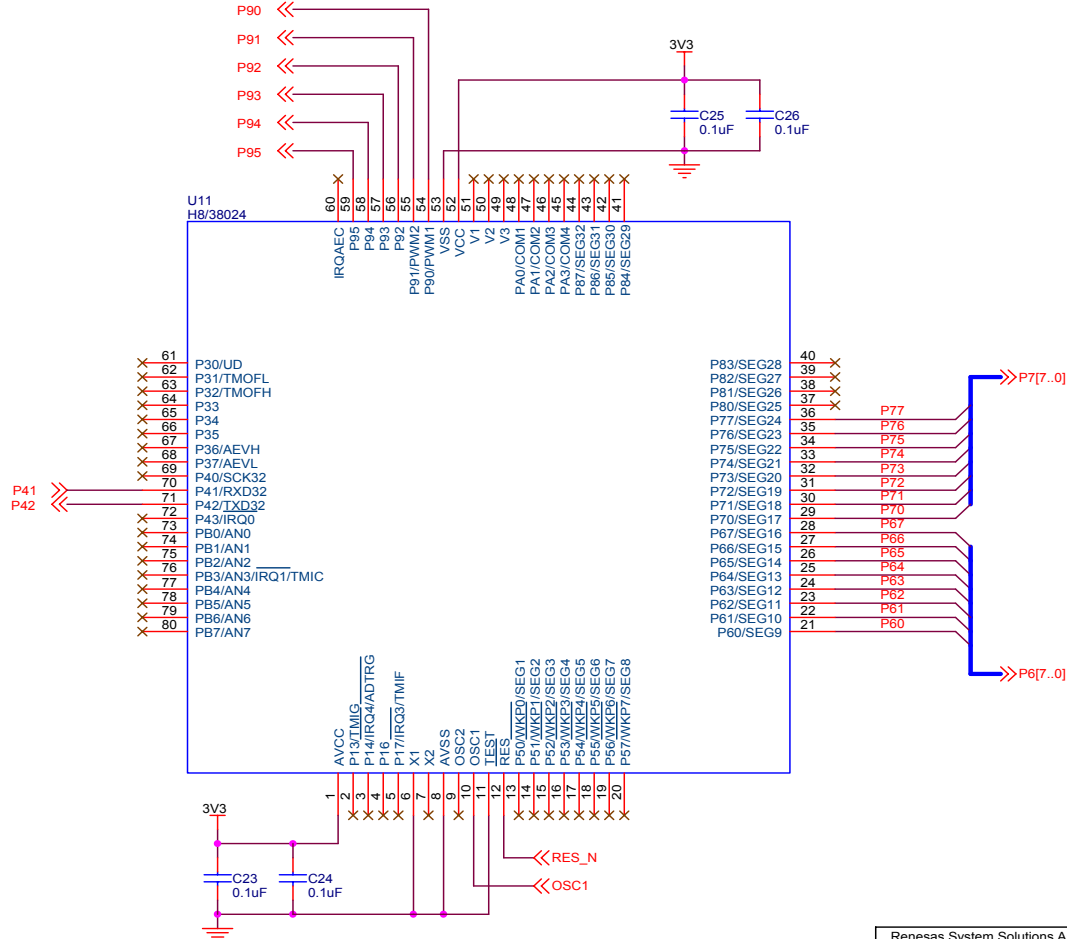 P90
P91
P92
P93
P94
P95
3V3
C25
0.1uF
C26
0.1uF
U11
H8/38024
60 59 58 57 56 55 54 53 52 51 50 49 48 47 46 45 44 43 42 41
IRQAEC
P95
P94
P93
P92
P91/PWM2
P90/PWM1
VSS
VCC
V1
V2
V3
PA0/COM1
PA1/COM2
PA2/COM3
PA3/COM4
P87/SEG32
P86/SEG31
P85/SEG30
P84/SEG29
61 P30/UD
62 P31/TMOFL
63 P32/TMOFH
64 P33
65 P34
66 P35
67 P36/AEVH
68 P37/AEVL
69 P40/SCK32
P41 70 P41/RXD32
P42 71 P42/TXD32
72 P43/IRQ0
73 PB0/AN0
74 PB1/AN1
75 PB2/AN2
76 PB3/AN3/IRQ1/TMIC
77 PB4/AN4
78 PB5/AN5
79 PB6/AN6
80 PB7/AN7
P83/SEG28 40
P82/SEG27 39
P81/SEG26 38
P80/SEG25 37
P77/SEG24 36 P77
P76/SEG23 35 P76
P75/SEG22 34 P75
P74/SEG21 33 P74
P73/SEG20 32 P73
P72/SEG19 31 P72
P71/SEG18 30 P71
P70/SEG17 29 P70
P67/SEG16 28 P67
P66/SEG15 27 P66
P65/SEG14 26 P65
P64/SEG13 25 P64
P63/SEG12 24 P63
P62/SEG11 23 P62
P61/SEG10 22 P61
P60/SEG9 21 P60
P7[7..0]
P6[7..0]
AVCC
P13/TMIG
P14/IRQ4/ADTRG
P16
P17/IRQ3/TMIF
X1
X2
AVSS
OSC2
OSC1
TEST
RES
P50/WKP0/SEG1
P51/WKP1/SEG2
P52/WKP2/SEG3
P53/WKP3/SEG4
P54/WKP4/SEG5
P55/WKP5/SEG6
P56/WKP6/SEG7
P57/WKP7/SEG8
1 2 3 4 5 6 7 8 9 10 11 12 13 14 15 16 17 18 19 20
3V3
C23
0.1uF
C24
0.1uF
RES_N
OSC1
Renesas System Solutions A